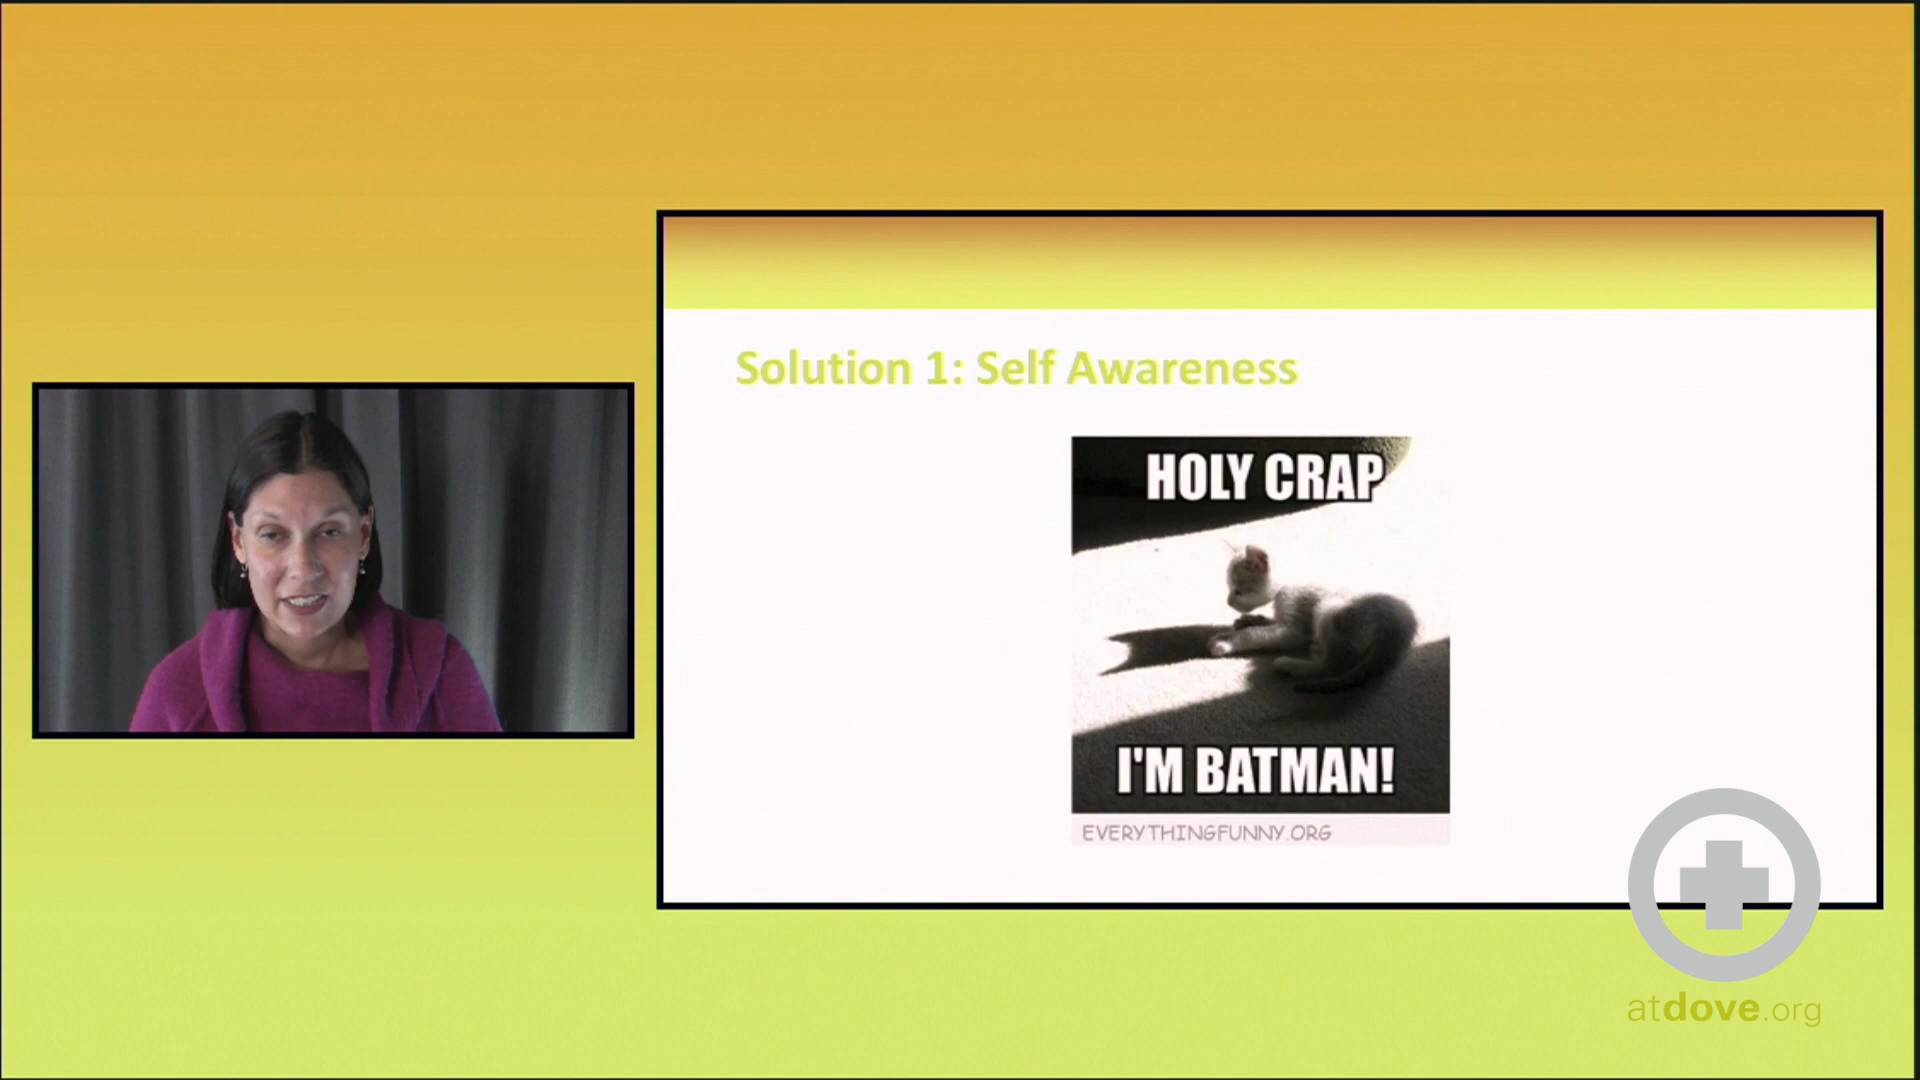 Solution 1: Self Awareness
HOLY CRAP
I'M BATMAN!
EVERYTHINGFUNNY.ORG
atdove.org